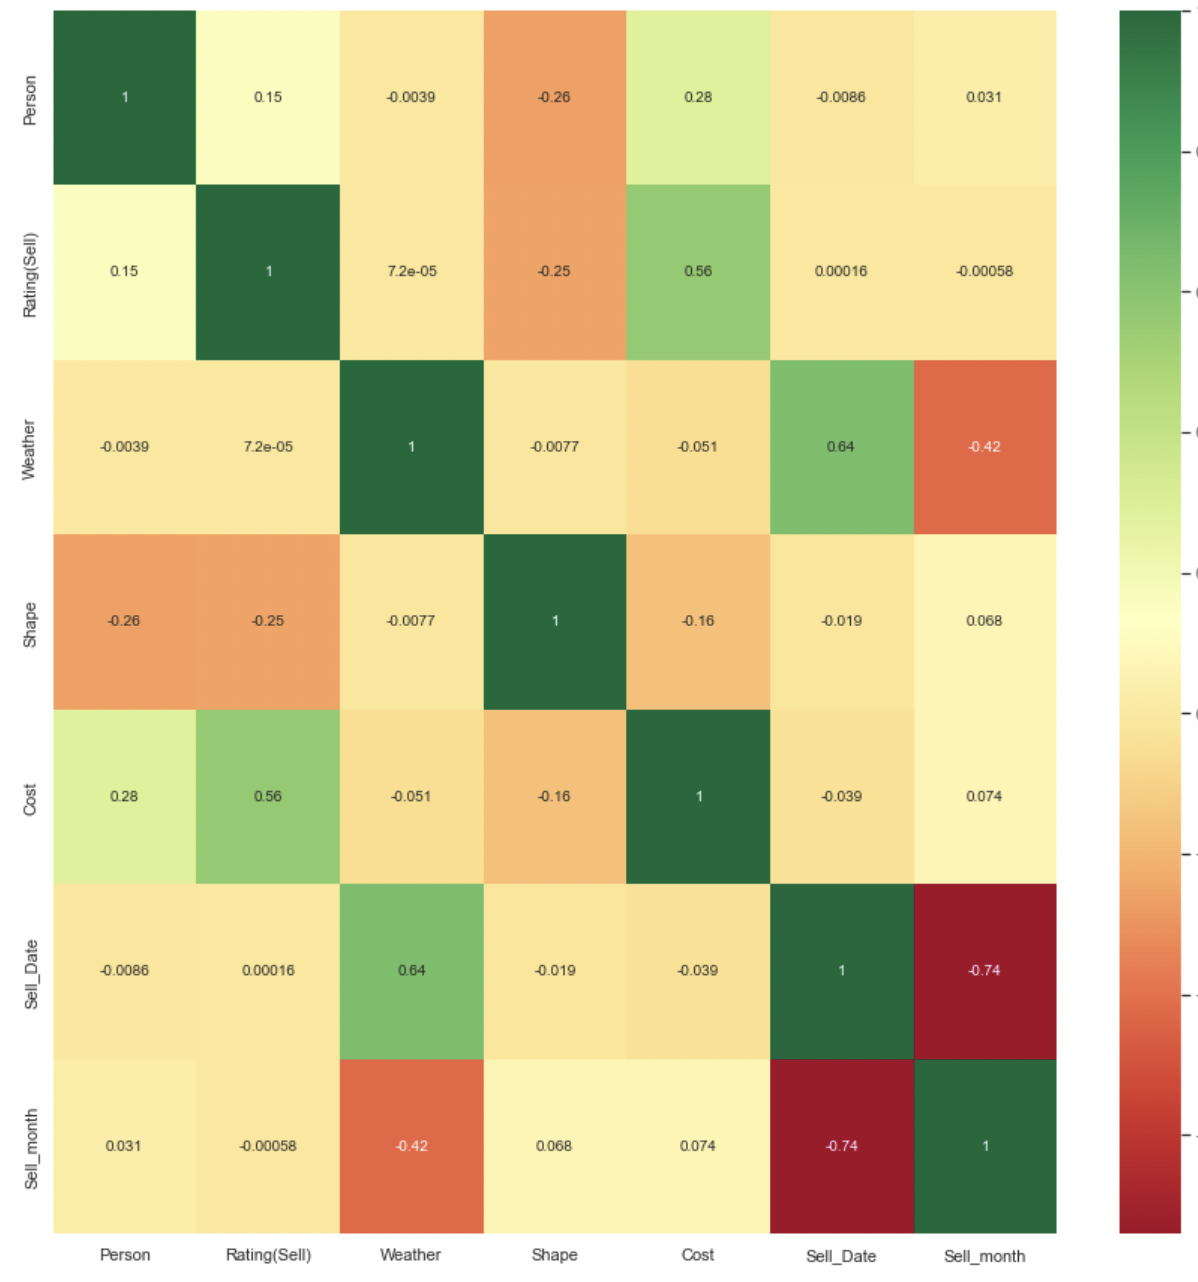 Person 1 0.15 -0.0039 -0.26 0.28 -0.0086 0.031
Rating(Sell) 0.15 1 7.2e-05 -0.25 0.56 0.00016 -0.00058
Weather -0.0039 7.2e-05 1 -0.0077 -0.051 0.64 -0.42
Shape -0.26 -0.25 -0.0077 1 -0.16 -0.019 0.068
Cost 0.28 0.56 -0.051 -0.16 1 -0.039 0.074
Sell_Date -0.0086 0.00016 0.64 -0.019 -0.039 1 -0.74
Sell_month 0.031 -0.00058 -0.42 0.068 0.074 -0.74 1
Person Rating(Sell) Weather Shape Cost Sell_Date Sell_month